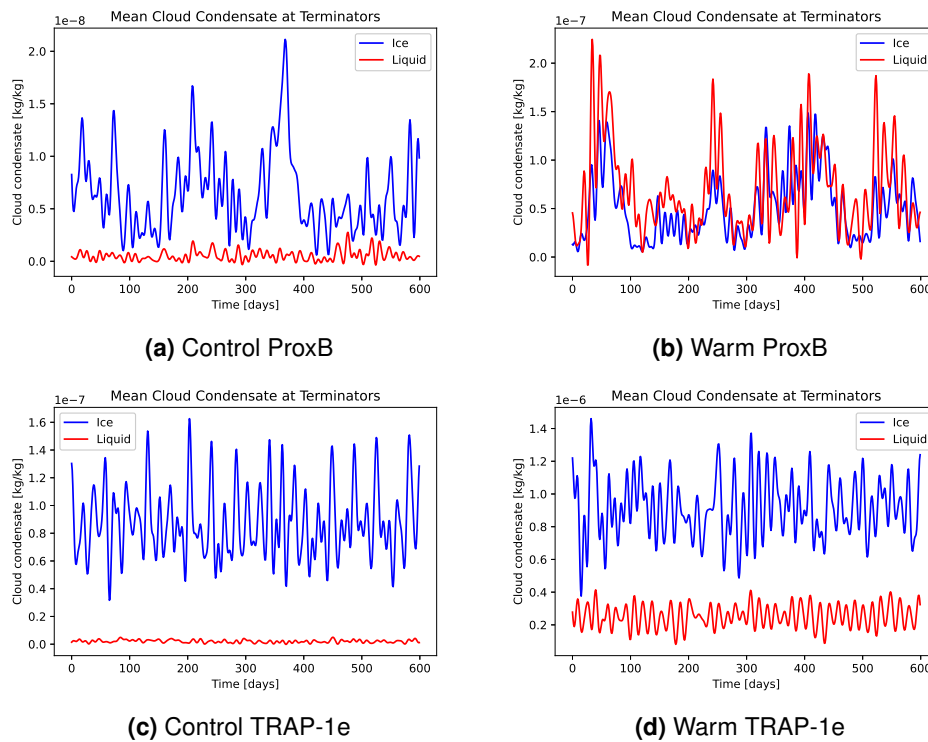 Mean Cloud Condensate at Terminators
1e−8
Ice
Liquid
2.0
1.5
1.0
0.5
0.0
Cloud condensate [kg/kg]
0 100 200 300 400 500 600
Time [days]
(a) Control ProxB
Mean Cloud Condensate at Terminators
1e−7
Ice
Liquid
2.0
1.5
1.0
0.5
0.0
Cloud condensate [kg/kg]
0 100 200 300 400 500 600
Time [days]
(b) Warm ProxB
Mean Cloud Condensate at Terminators
1e−7
Ice
Liquid
1.6
1.4
1.2
1.0
0.8
0.6
0.4
0.2
0.0
Cloud condensate [kg/kg]
0 100 200 300 400 500 600
Time [days]
(c) Control TRAP-1e
Mean Cloud Condensate at Terminators
1e−6
Ice
Liquid
1.4
1.2
1.0
0.8
0.6
0.4
0.2
Cloud condensate [kg/kg]
0 100 200 300 400 500 600
Time [days]
(d) Warm TRAP-1e